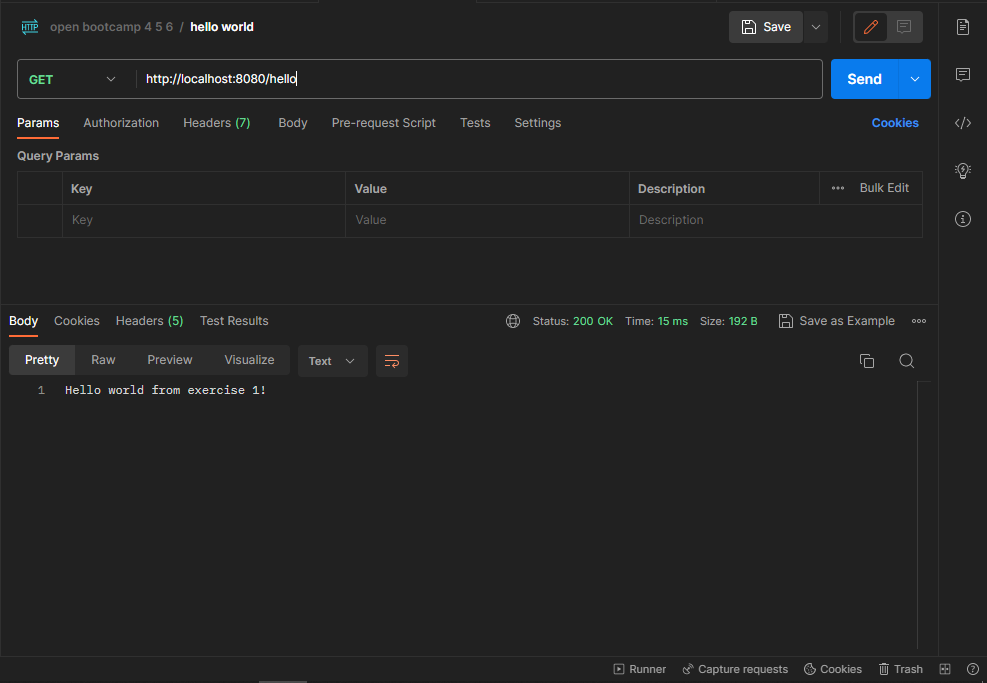 HTTP open bootcamp 4 5 6 / hello world Save
GET http://localhost:8080/hello Send
Params Authorization Headers (7) Body Pre-request Script Tests Settings Cookies
Query Params
Key Value Description Bulk Edit
Key Value Description
Body Cookies Headers (5) Test Results Status: 200 OK Time: 15 ms Size: 192 B Save as Example
Pretty Raw Preview Visualize Text
1 Hello world from exercise 1!
Runner Capture requests Cookies Trash